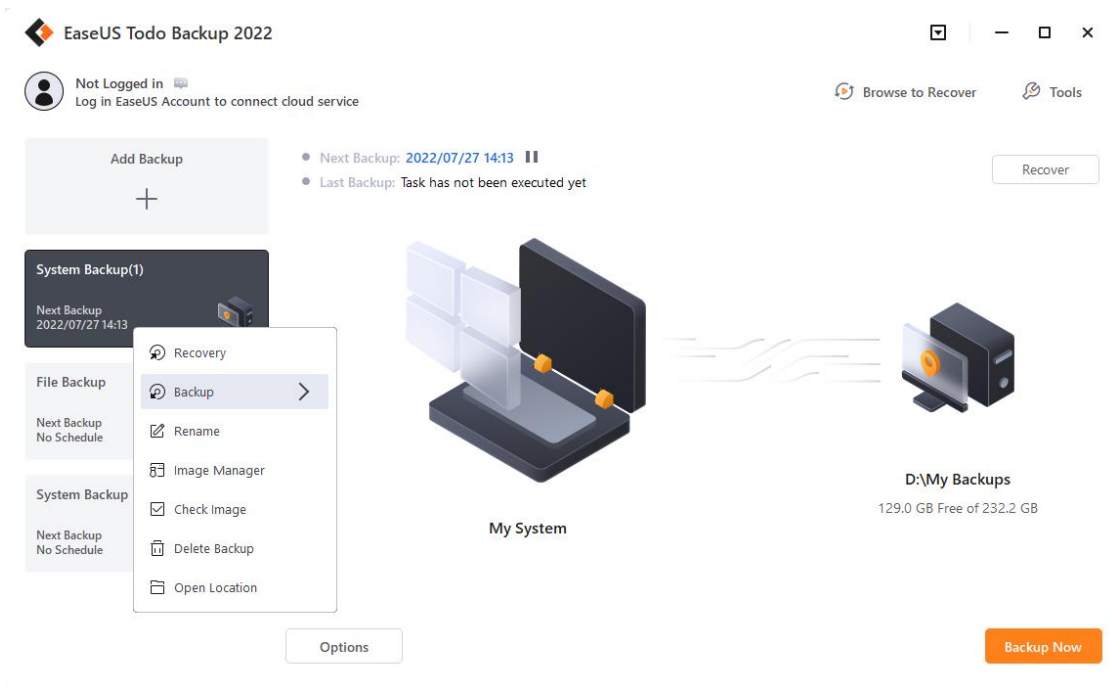 EaseUS Todo Backup 2022
Not Logged in
Log in EaseUS Account to connect cloud service
Browse to Recover
Tools
Add Backup
Next Backup: 2022/07/27 14:13
Last Backup: Task has not been executed yet
Recover
System Backup(1)
Next Backup
2022/07/27 14:13
Recovery
Backup
Rename
Image Manager
Check Image
Delete Backup
Open Location
File Backup
Next Backup
No Schedule
System Backup
Next Backup
No Schedule
My System
D:\My Backups
129.0 GB Free of 232.2 GB
Options
Backup Now